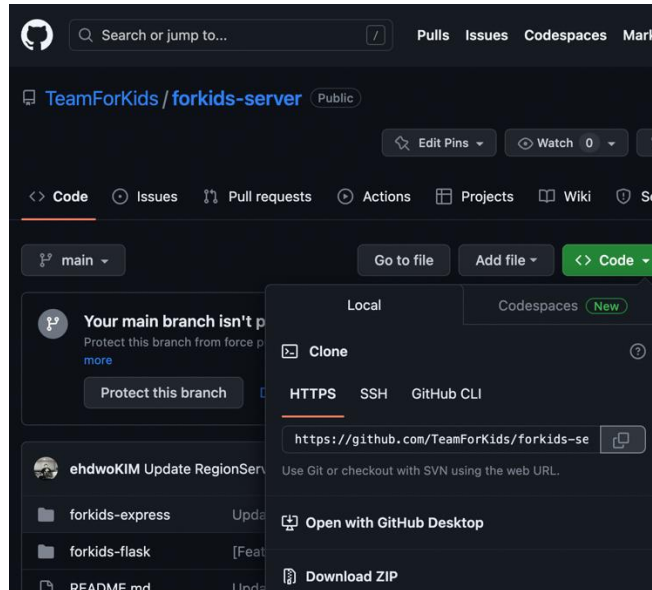 Search or jump to... /
Pulls Issues Codespaces
TeamForKids / forkids-server Public
Edit Pins Watch 0
Code Issues Pull requests Actions Projects Wiki
main Go to file Add file Code
Local Codespaces New
Your main branch isn't
Protect this branch from force
more
Clone
HTTPS SSH GitHub CLI
Protect this branch
https://github.com/TeamForKids/forkids-se
Use Git or checkout with SVN using the web URL.
ehdwoKIM Update
forkids-express
Open with GitHub Desktop
forkids-flask
Download ZIP